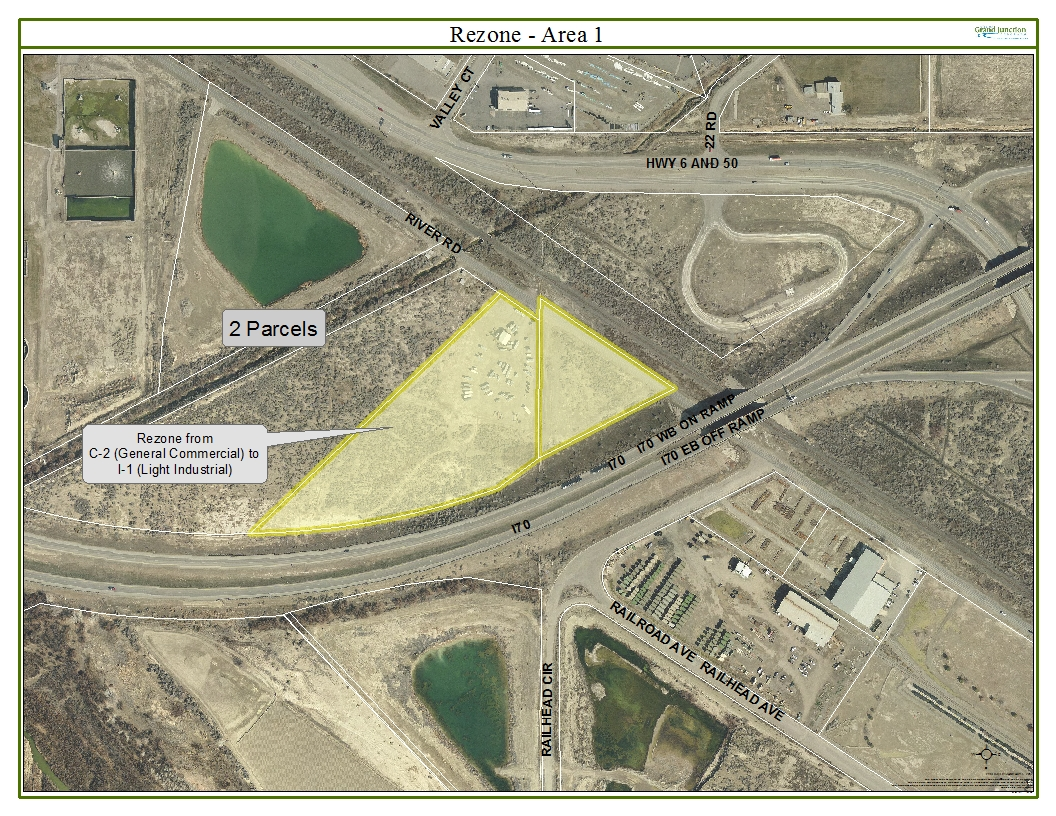 Rezone - Area 1
Grand Junction
VALLEY CT
22 RD
HWY 6 AND 50
RIVER RD
2 Parcels
Rezone from
C-2 (General Commercial) to
I-1 (Light Industrial)
I70
I70 WB ON RAMP
I70 EB OFF RAMP
I70
RAILROAD AVE
RAILHEAD AVE
RAILHEAD CIR